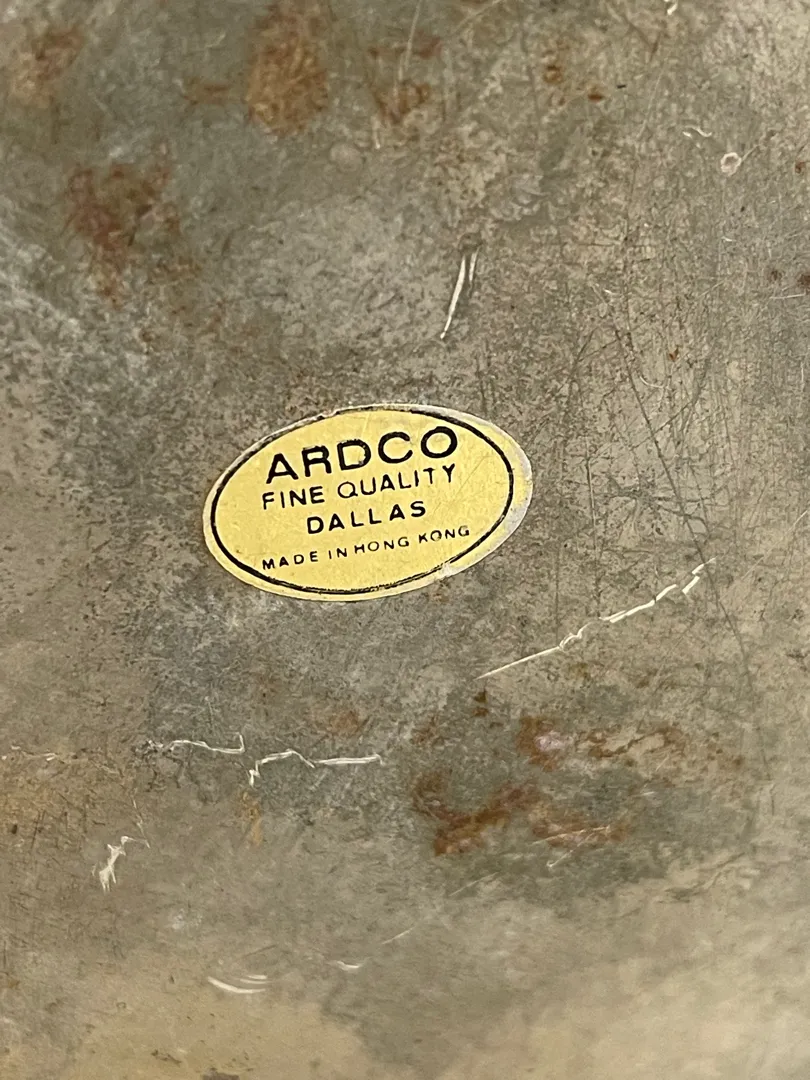 ARDCO
FINE QUALITY
DALLAS
MADE IN HONG KONG